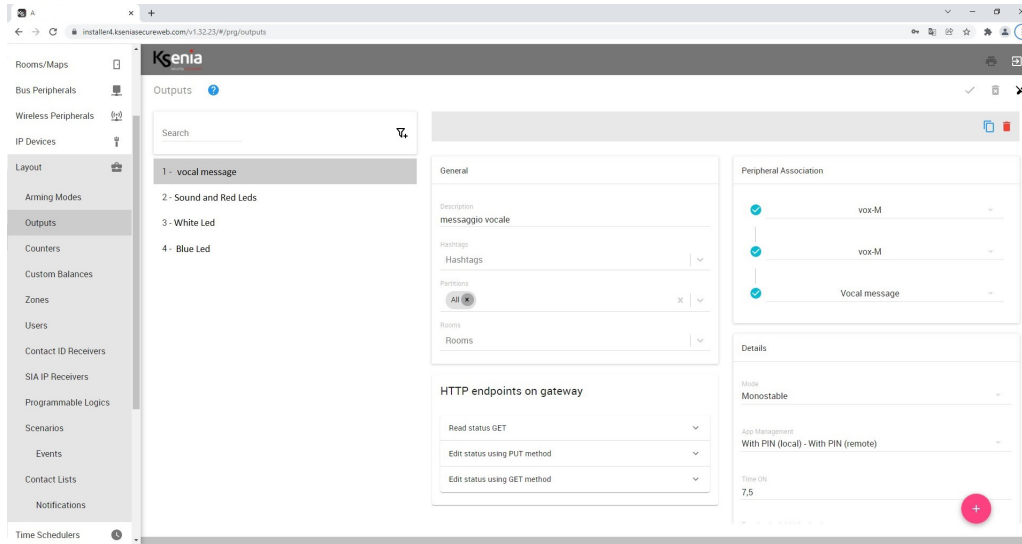 A
installer4.kseniasecureweb.com/v1.32.23/#/prg/outputs
Ksenia
Rooms/Maps
Bus Peripherals
Wireless Peripherals
IP Devices
Layout
Arming Modes
Outputs
Counters
Custom Balances
Zones
Users
Contact ID Receivers
SIA IP Receivers
Programmable Logics
Scenarios
Events
Contact Lists
Notifications
Time Schedulers
Outputs ?
Search
1 - vocal message
2 - Sound and Red Leds
3 - White Led
4 - Blue Led
General
Description
messaggio vocale
Hashtags
Hashtags
Partitions
All
Rooms
Rooms
HTTP endpoints on gateway
Read status GET
Edit status using PUT method
Edit status using GET method
Peripheral Association
vox-M
vox-M
Vocal message
Details
Mode
Monostable
App Management
With PIN (local) - With PIN (remote)
Time ON
7,5